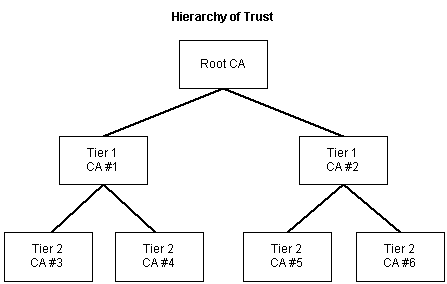 Hierarchy of Trust
Root CA
Tier 1
CA #1
Tier 1
CA #2
Tier 2
CA #3
Tier 2
CA #4
Tier 2
CA #5
Tier 2
CA #6